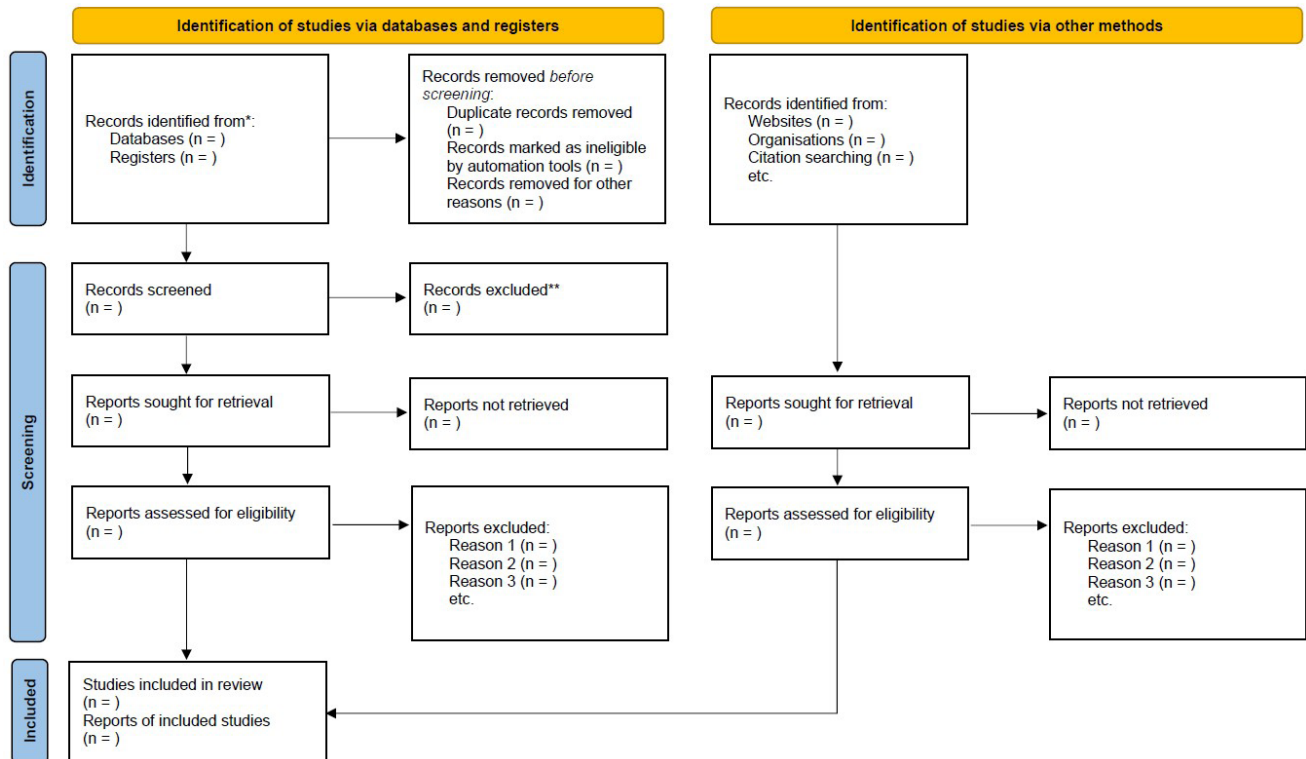 Identification of studies via databases and registers
Identification of studies via other methods
Identification
Records identified from*:
Databases (n = )
Registers (n = )
Records removed before
screening:
Duplicate records removed
(n = )
Records marked as ineligible
by automation tools (n = )
Records removed for other
reasons (n = )
Records identified from:
Websites (n = )
Organisations (n = )
Citation searching (n = )
etc.
Screening
Records screened
(n = )
Records excluded**
(n = )
Reports sought for retrieval
(n = )
Reports not retrieved
(n = )
Reports sought for retrieval
(n = )
Reports not retrieved
(n = )
Reports assessed for eligibility
(n = )
Reports excluded:
Reason 1 (n = )
Reason 2 (n = )
Reason 3 (n = )
etc.
Reports assessed for eligibility
(n = )
Reports excluded:
Reason 1 (n = )
Reason 2 (n = )
Reason 3 (n = )
etc.
Included
Studies included in review
(n = )
Reports of included studies
(n = )